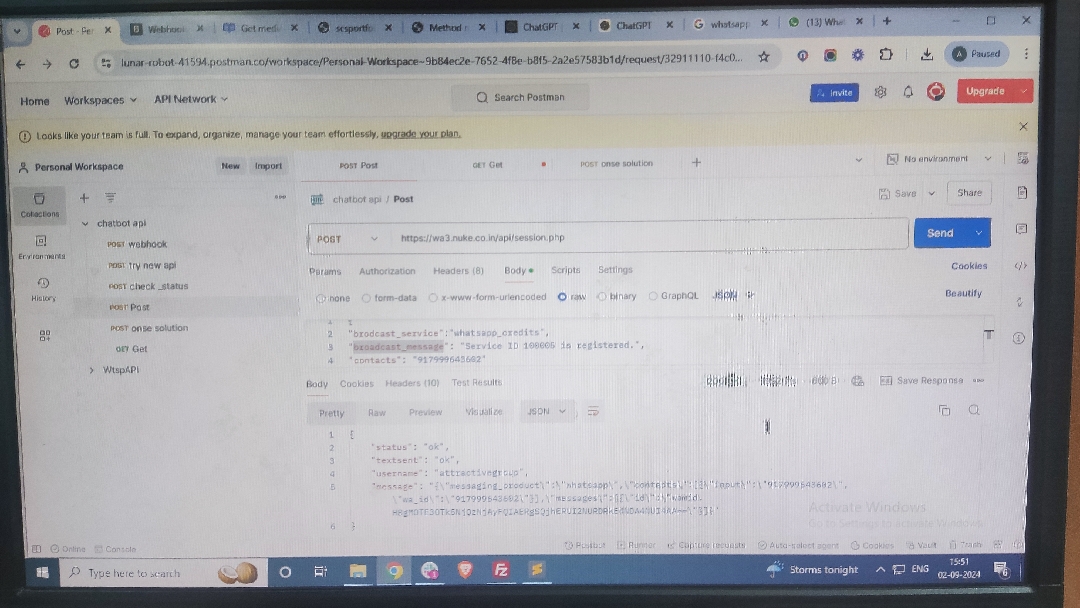 Post - Per
Webhook
Get medi
scsportfo
Method n
ChatGPT
ChatGPT
whatsapp
(13) Wha
lunar-robot-41594.postman.co/workspace/Personal-Workspace~9b84ec2e-7652-4f8e-b8f5-2a2e57583b1d/request/32911110-f4c0...
A Paused
Home Workspaces API Network
Search Postman
Invite
Upgrade
Looks like your team is full. To expand, organize, manage your team effortlessly, upgrade your plan.
Personal Workspace
New Import
POST Post
GET Get
POST onse solution
No environment
Collections
Environments
History
chatbot api / Post
Save
Share
chatbot api
POST webhook
POST try new api
POST check _status
POST Post
POST onse solution
GET Get
WtspAPI
POST
https://wa3.nuke.co.in/api/session.php
Send
Params Authorization Headers (8) Body Scripts Settings
Cookies
none form-data x-www-form-urlencoded raw binary GraphQL JSON
Beautify
2 "brodcast_service":"whatsapp_credits",
3 "broadcast_message": "Service ID 108005 is registered.",
4 "contacts": "917999643602"
Body Cookies Headers (10) Test Results
Save Response
Pretty Raw Preview Visualize JSON
1 {
2 "status": "ok",
3 "textsent": "ok",
4 "username": "attractivegroup",
5 "message": "{\"messaging_product\":\"whatsapp\",\"contacts\":[{\"input\":\"917999643602\",
\"wa_id\":\"917999643602\"}],\"messages\":[{\"id\":\"wamid.
6 }
Activate Windows
Go to Settings to activate Windows.
Online Console
Postbot Runner Capture requests Auto-select agent Cookies Vault Trash
Type here to search
Storms tonight
ENG
15:51
02-09-2024
6